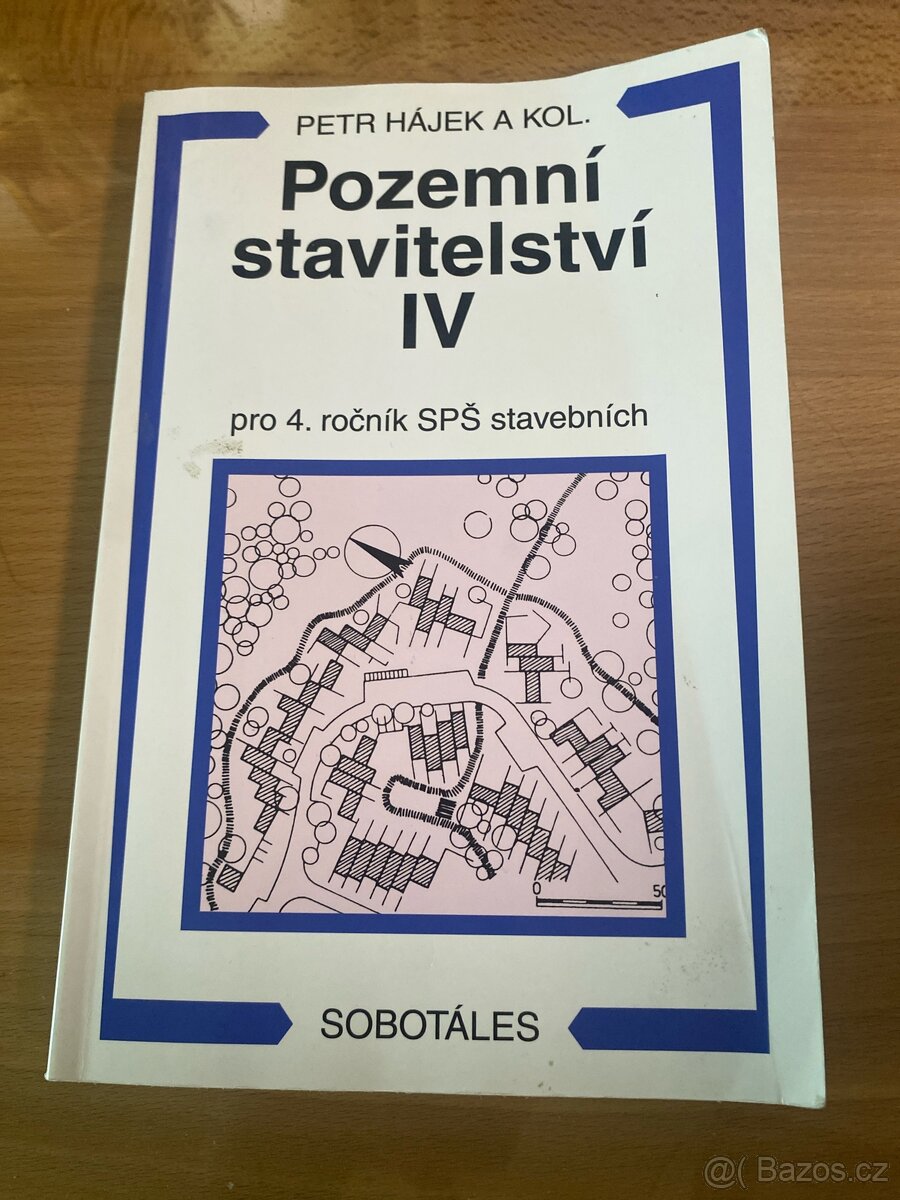 PETR HÁJEK A KOL.
Pozemní
stavitelství
IV
pro 4. ročník SPŠ stavebních
0 50
SOBOTÁLES
@( Bazos.cz